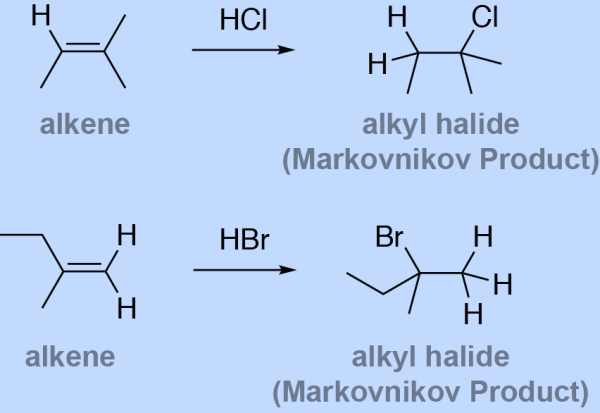 H
HCl
H
Cl
H
alkene
alkyl halide
(Markovnikov Product)
H
HBr
Br
H
H
H
H
alkene
alkyl halide
(Markovnikov Product)